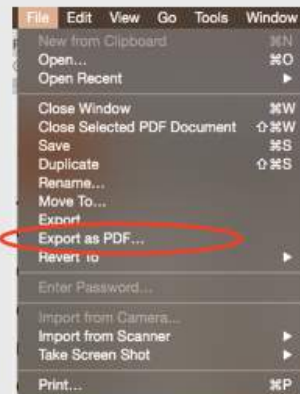 File Edit View Go Tools Window
New from Clipboard ⌘N
Open... ⌘O
Open Recent ▶
Close Window ⌘W
Close Selected PDF Document ⇧⌘W
Save ⌘S
Duplicate ⇧⌘S
Rename...
Move To...
Export...
Export as PDF...
Revert To ▶
Enter Password...
Import from Camera...
Import from Scanner ▶
Take Screen Shot ▶
Print... ⌘P